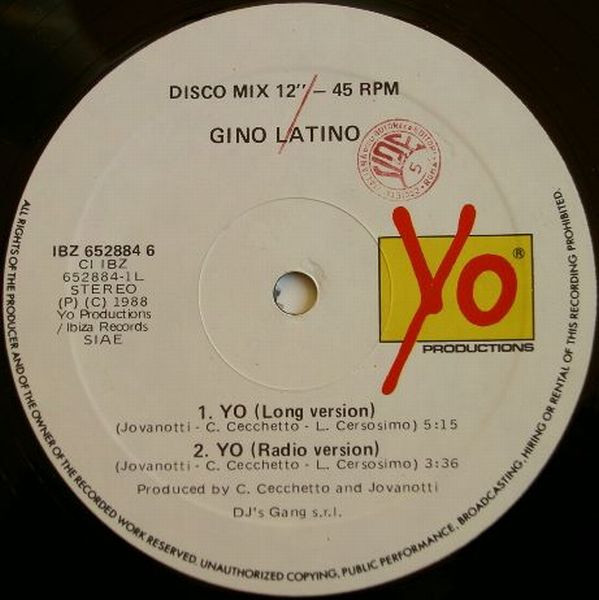 DISCO MIX 12" — 45 RPM
GINO LATINO
IBZ 652884 6
CI IBZ
652884-1L
STEREO
(P) (C) 1988
Yo Productions
/ Ibiza Records
SIAE
Yo®
PRODUCTIONS
1. YO (Long version)
(Jovanotti - C. Cecchetto - L. Cersosimo) 5:15
2. YO (Radio version)
(Jovanotti - C. Cecchetto - L. Cersosimo) 3:36
Produced by C. Cecchetto and Jovanotti
DJ's Gang s.r.l.
ALL RIGHTS OF THE PRODUCER AND OF THE OWNER OF THE RECORDED WORK RESERVED. UNAUTHORIZED COPYING, PUBLIC PERFORMANCE, BROADCASTING, HIRING OR RENTAL OF THIS RECORDING PROHIBITED.